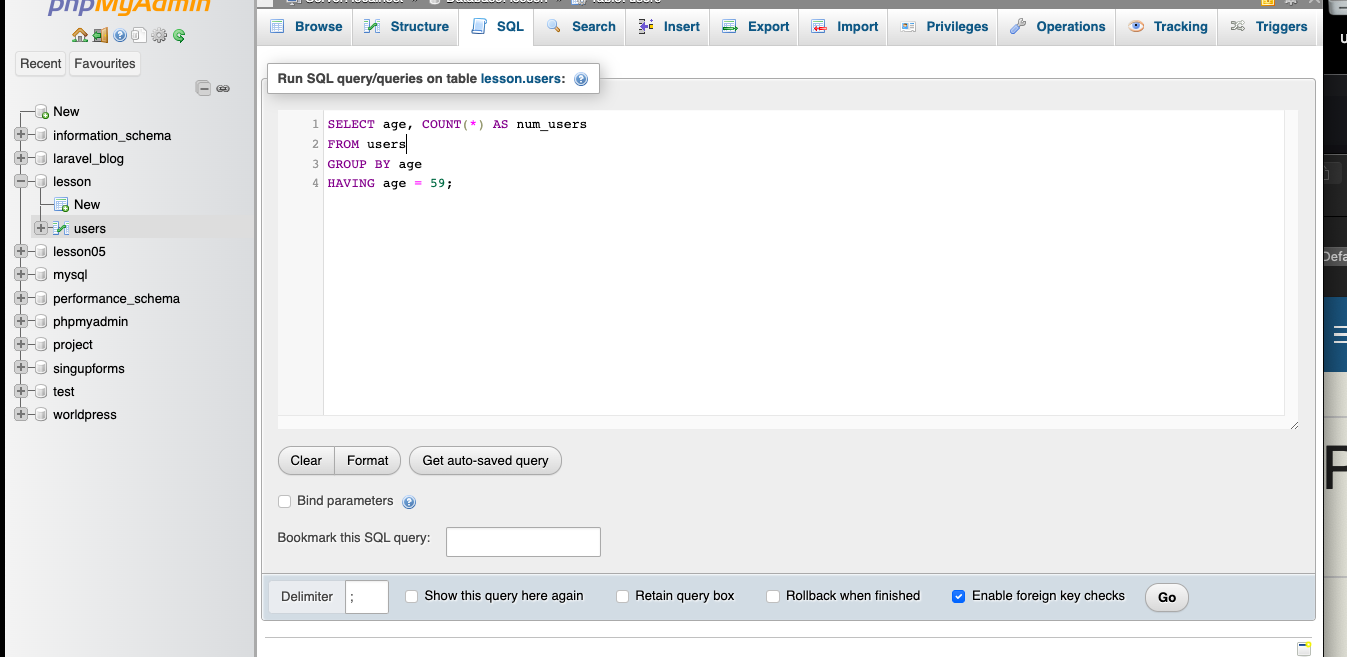 phpMyAdmin
Recent Favourites
New
information_schema
laravel_blog
lesson
New
users
lesson05
mysql
performance_schema
phpmyadmin
project
singupforms
test
worldpress
Browse Structure SQL Search Insert Export Import Privileges Operations Tracking Triggers
Run SQL query/queries on table lesson.users:
1 SELECT age, COUNT(*) AS num_users
2 FROM users
3 GROUP BY age
4 HAVING age = 59;
Clear Format Get auto-saved query
Bind parameters
Bookmark this SQL query:
Delimiter ; Show this query here again Retain query box Rollback when finished Enable foreign key checks Go
Defa